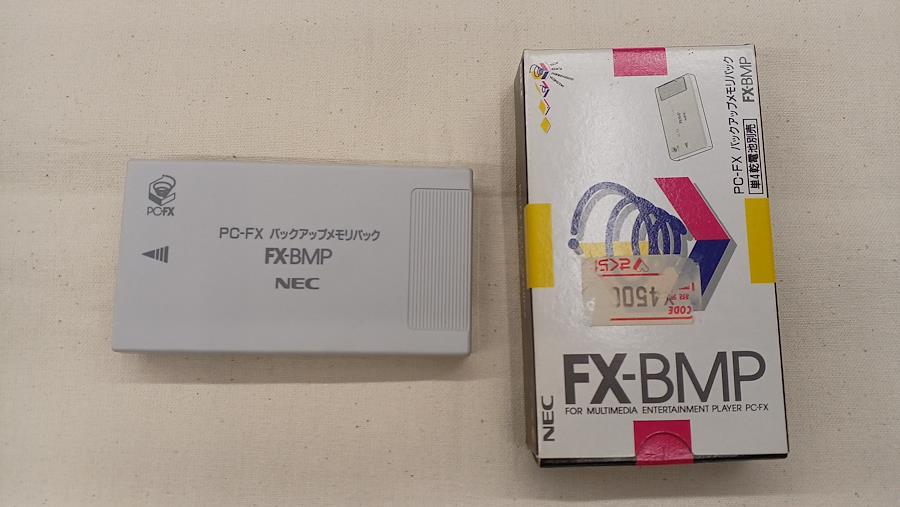 PC-FX
PC-FX バックアップメモリパック
FX-BMP
NEC
PC-FX バックアップメモリパック FX-BMP
単4乾電池別売
¥4500
CODE
FX-BMP
NEC
FOR MULTIMEDIA ENTERTAINMENT PLAYER PC-FX